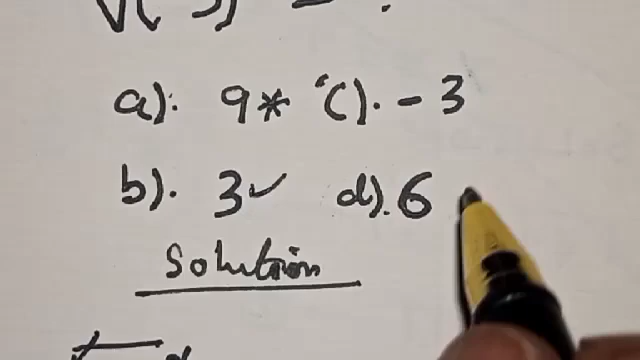 a). 9* (c). -3
b). 3✓ d). 6
Solution